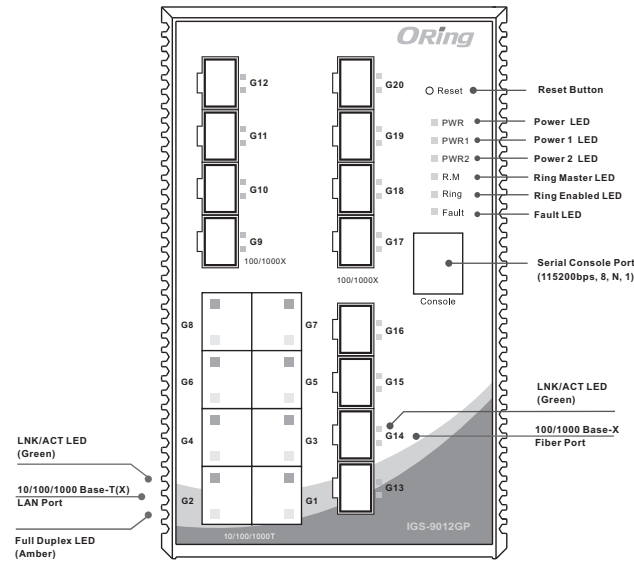 ORing
G12
G20
Reset
Reset Button
PWR
Power LED
G11
G19
PWR1
Power 1 LED
PWR2
Power 2 LED
R.M
Ring Master LED
G10
G18
Ring
Ring Enabled LED
Fault
Fault LED
G9
G17
100/1000X
Serial Console Port
(115200bps, 8, N, 1)
100/1000X
Console
G8
G7
G16
G6
G5
G15
LNK/ACT LED
(Green)
G4
G3
G14
100/1000 Base-X
Fiber Port
LNK/ACT LED
(Green)
10/100/1000 Base-T(X)
LAN Port
G2
G1
G13
Full Duplex LED
(Amber)
10/100/1000T
IGS-9012GP